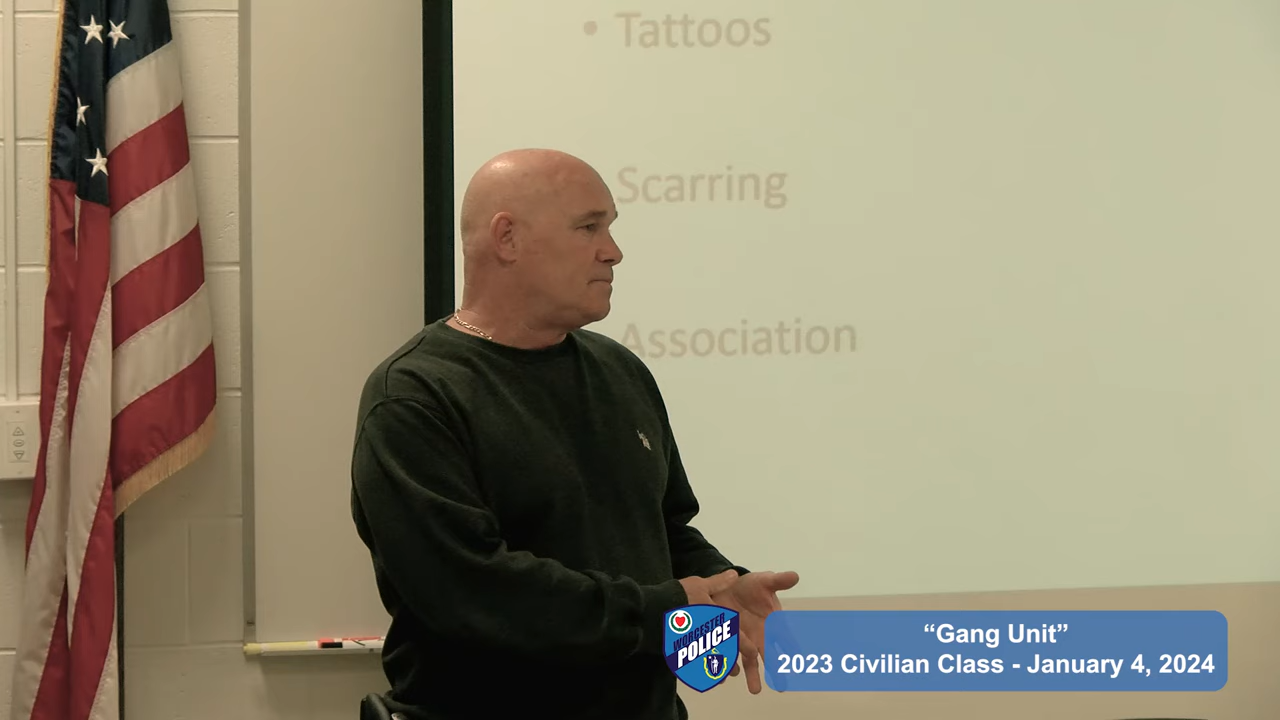 • Tattoos
Scarring
Association
WORCESTER
POLICE
“Gang Unit”
2023 Civilian Class - January 4, 2024